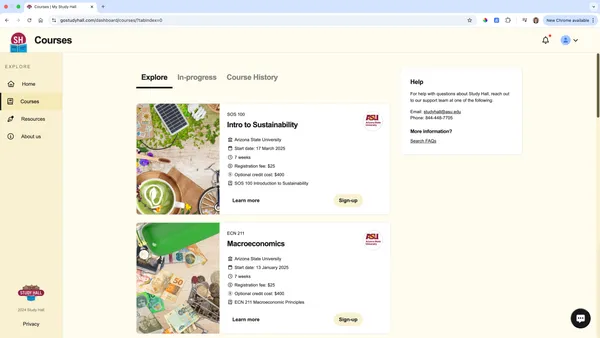 Courses | My Study Hall
gostudyhall.com/dashboard/courses/?tabIndex=0
New Chrome available
SH
Courses
EXPLORE
Home
Courses
Resources
About us
Explore
In-progress
Course History
SOS 100
Intro to Sustainability
ASU
Arizona State University
Start date: 17 March 2025
7 weeks
Registration fee: $25
Optional credit cost: $400
SOS 100 Introduction to Sustainability
Learn more
Sign-up
ECN 211
Macroeconomics
ASU
Arizona State University
Start date: 13 January 2025
7 weeks
Registration fee: $25
Optional credit cost: $400
ECN 211 Macroeconomic Principles
Learn more
Sign-up
Help
For help with questions about Study Hall, reach out
to our support team at one of the following.
Email: studyhall@asu.edu
Phone: 844-448-7705
More information?
Search FAQs
STUDY HALL
2024 Study Hall
Privacy